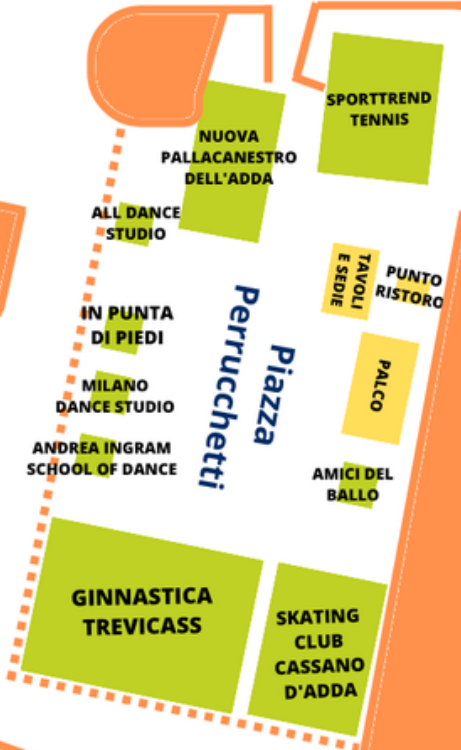 SPORTTREND
TENNIS
NUOVA
PALLACANESTRO
DELL'ADDA
ALL DANCE
STUDIO
TAVOLI
E SEDIE
PUNTO
RISTORO
IN PUNTA
DI PIEDI
Piazza
Perrucchetti
PALCO
MILANO
DANCE STUDIO
ANDREA INGRAM
SCHOOL OF DANCE
AMICI DEL
BALLO
GINNASTICA
TREVICASS
SKATING
CLUB
CASSANO
D'ADDA